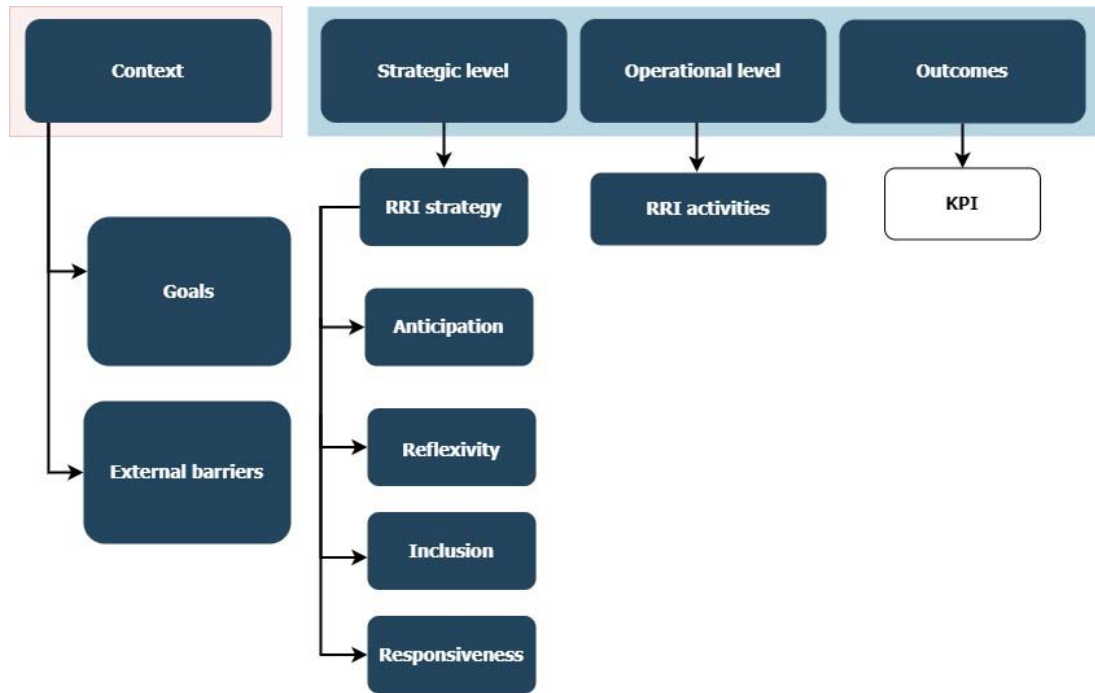 Context
Strategic level
Operational level
Outcomes
RRI strategy
RRI activities
KPI
Goals
Anticipation
External barriers
Reflexivity
Inclusion
Responsiveness